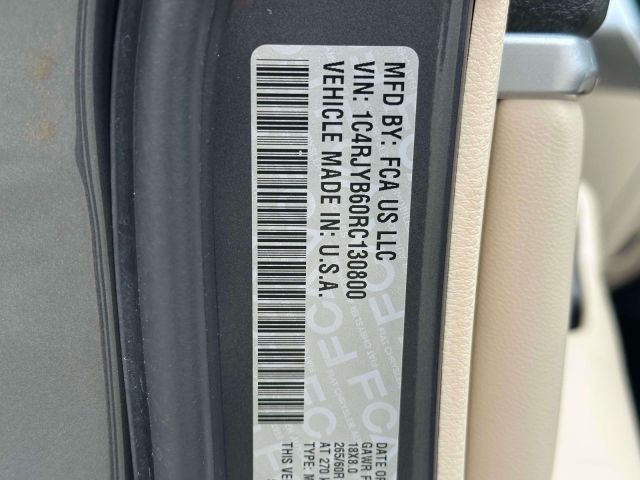 MFD BY: FCA US LLC
VIN: 1C4RJYB60RC130800
VEHICLE MADE IN: U.S.A.
DATE OF
GAWR F
18X8.0
265/60R
AT 270 k
TYPE: M
THIS VE